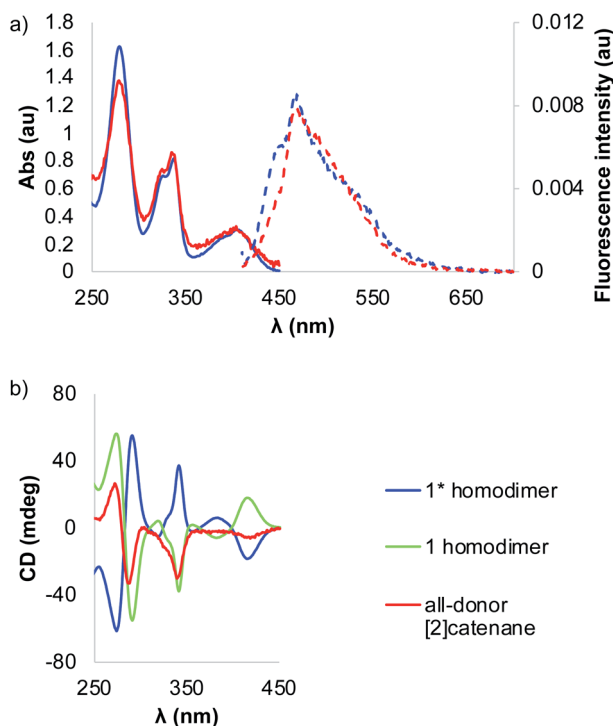 a)
1.8
1.6
1.4
1.2
1
0.8
0.6
0.4
0.2
0
Abs (au)
0.012
0.008
0.004
0
Fluorescence intensity (au)
250
350
450
550
650
λ (nm)
b)
80
40
0
-40
-80
CD (mdeg)
250
350
450
λ (nm)
1* homodimer
1 homodimer
all-donor
[2]catenane